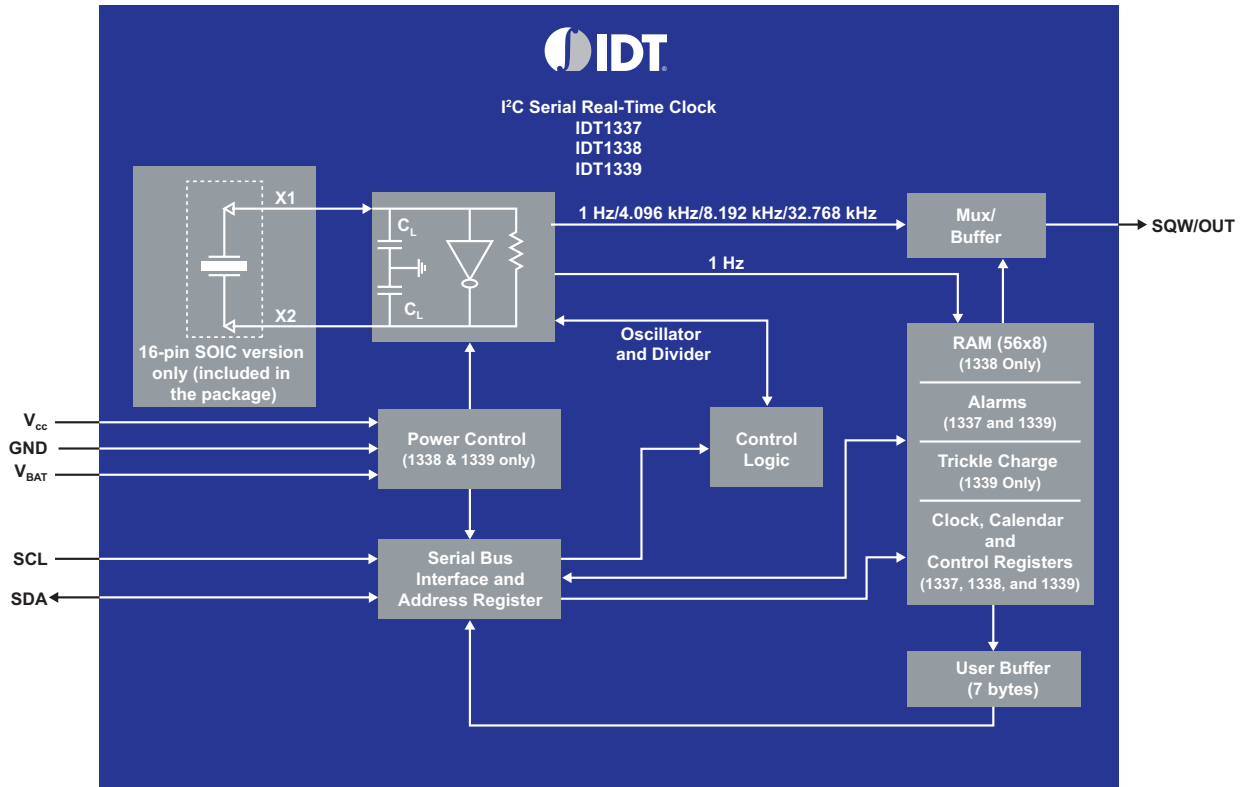 IDT®
I²C Serial Real-Time Clock
IDT1337
IDT1338
IDT1339
X1
X2
16-pin SOIC version
only (included in
the package)
C_L
C_L
1 Hz/4.096 kHz/8.192 kHz/32.768 kHz
1 Hz
Oscillator
and Divider
Mux/
Buffer
SQW/OUT
RAM (56x8)
(1338 Only)
Alarms
(1337 and 1339)
Trickle Charge
(1339 Only)
Clock, Calendar
and
Control Registers
(1337, 1338, and 1339)
V_cc
GND
V_BAT
Power Control
(1338 & 1339 only)
Control
Logic
SCL
SDA
Serial Bus
Interface and
Address Register
User Buffer
(7 bytes)